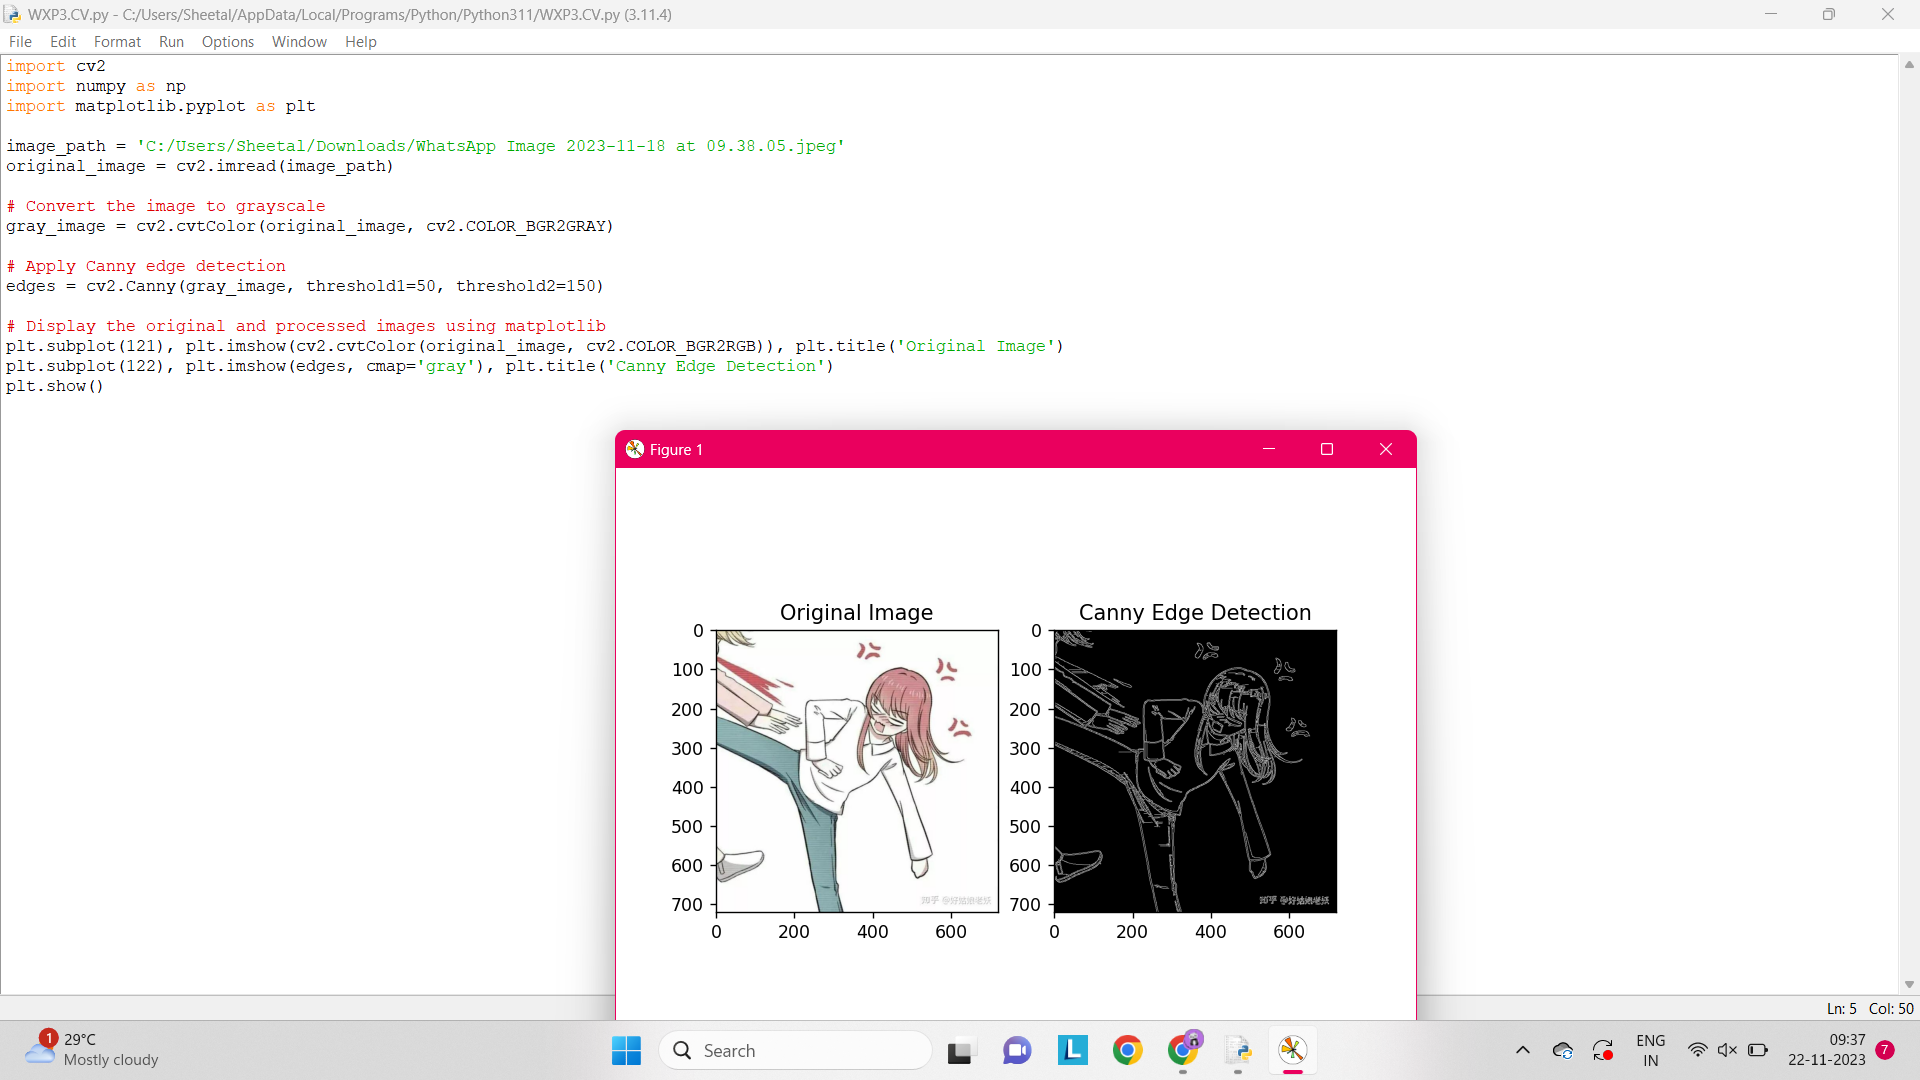 WXP3.CV.py - C:/Users/Sheetal/AppData/Local/Programs/Python/Python311/WXP3.CV.py (3.11.4)
File Edit Format Run Options Window Help
import cv2
import numpy as np
import matplotlib.pyplot as plt
image_path = 'C:/Users/Sheetal/Downloads/WhatsApp Image 2023-11-18 at 09.38.05.jpeg'
original_image = cv2.imread(image_path)
# Convert the image to grayscale
gray_image = cv2.cvtColor(original_image, cv2.COLOR_BGR2GRAY)
# Apply Canny edge detection
edges = cv2.Canny(gray_image, threshold1=50, threshold2=150)
# Display the original and processed images using matplotlib
plt.subplot(121), plt.imshow(cv2.cvtColor(original_image, cv2.COLOR_BGR2RGB)), plt.title('Original Image')
plt.subplot(122), plt.imshow(edges, cmap='gray'), plt.title('Canny Edge Detection')
plt.show()
Figure 1
Original Image
0
100
200
300
400
500
600
700
0 200 400 600
知乎
Canny Edge Detection
0
100
200
300
400
500
600
700
0 200 400 600
知乎
Ln: 5 Col: 50
1
29°C
Mostly cloudy
Search
L
ENG
IN
09:37
22-11-2023
7